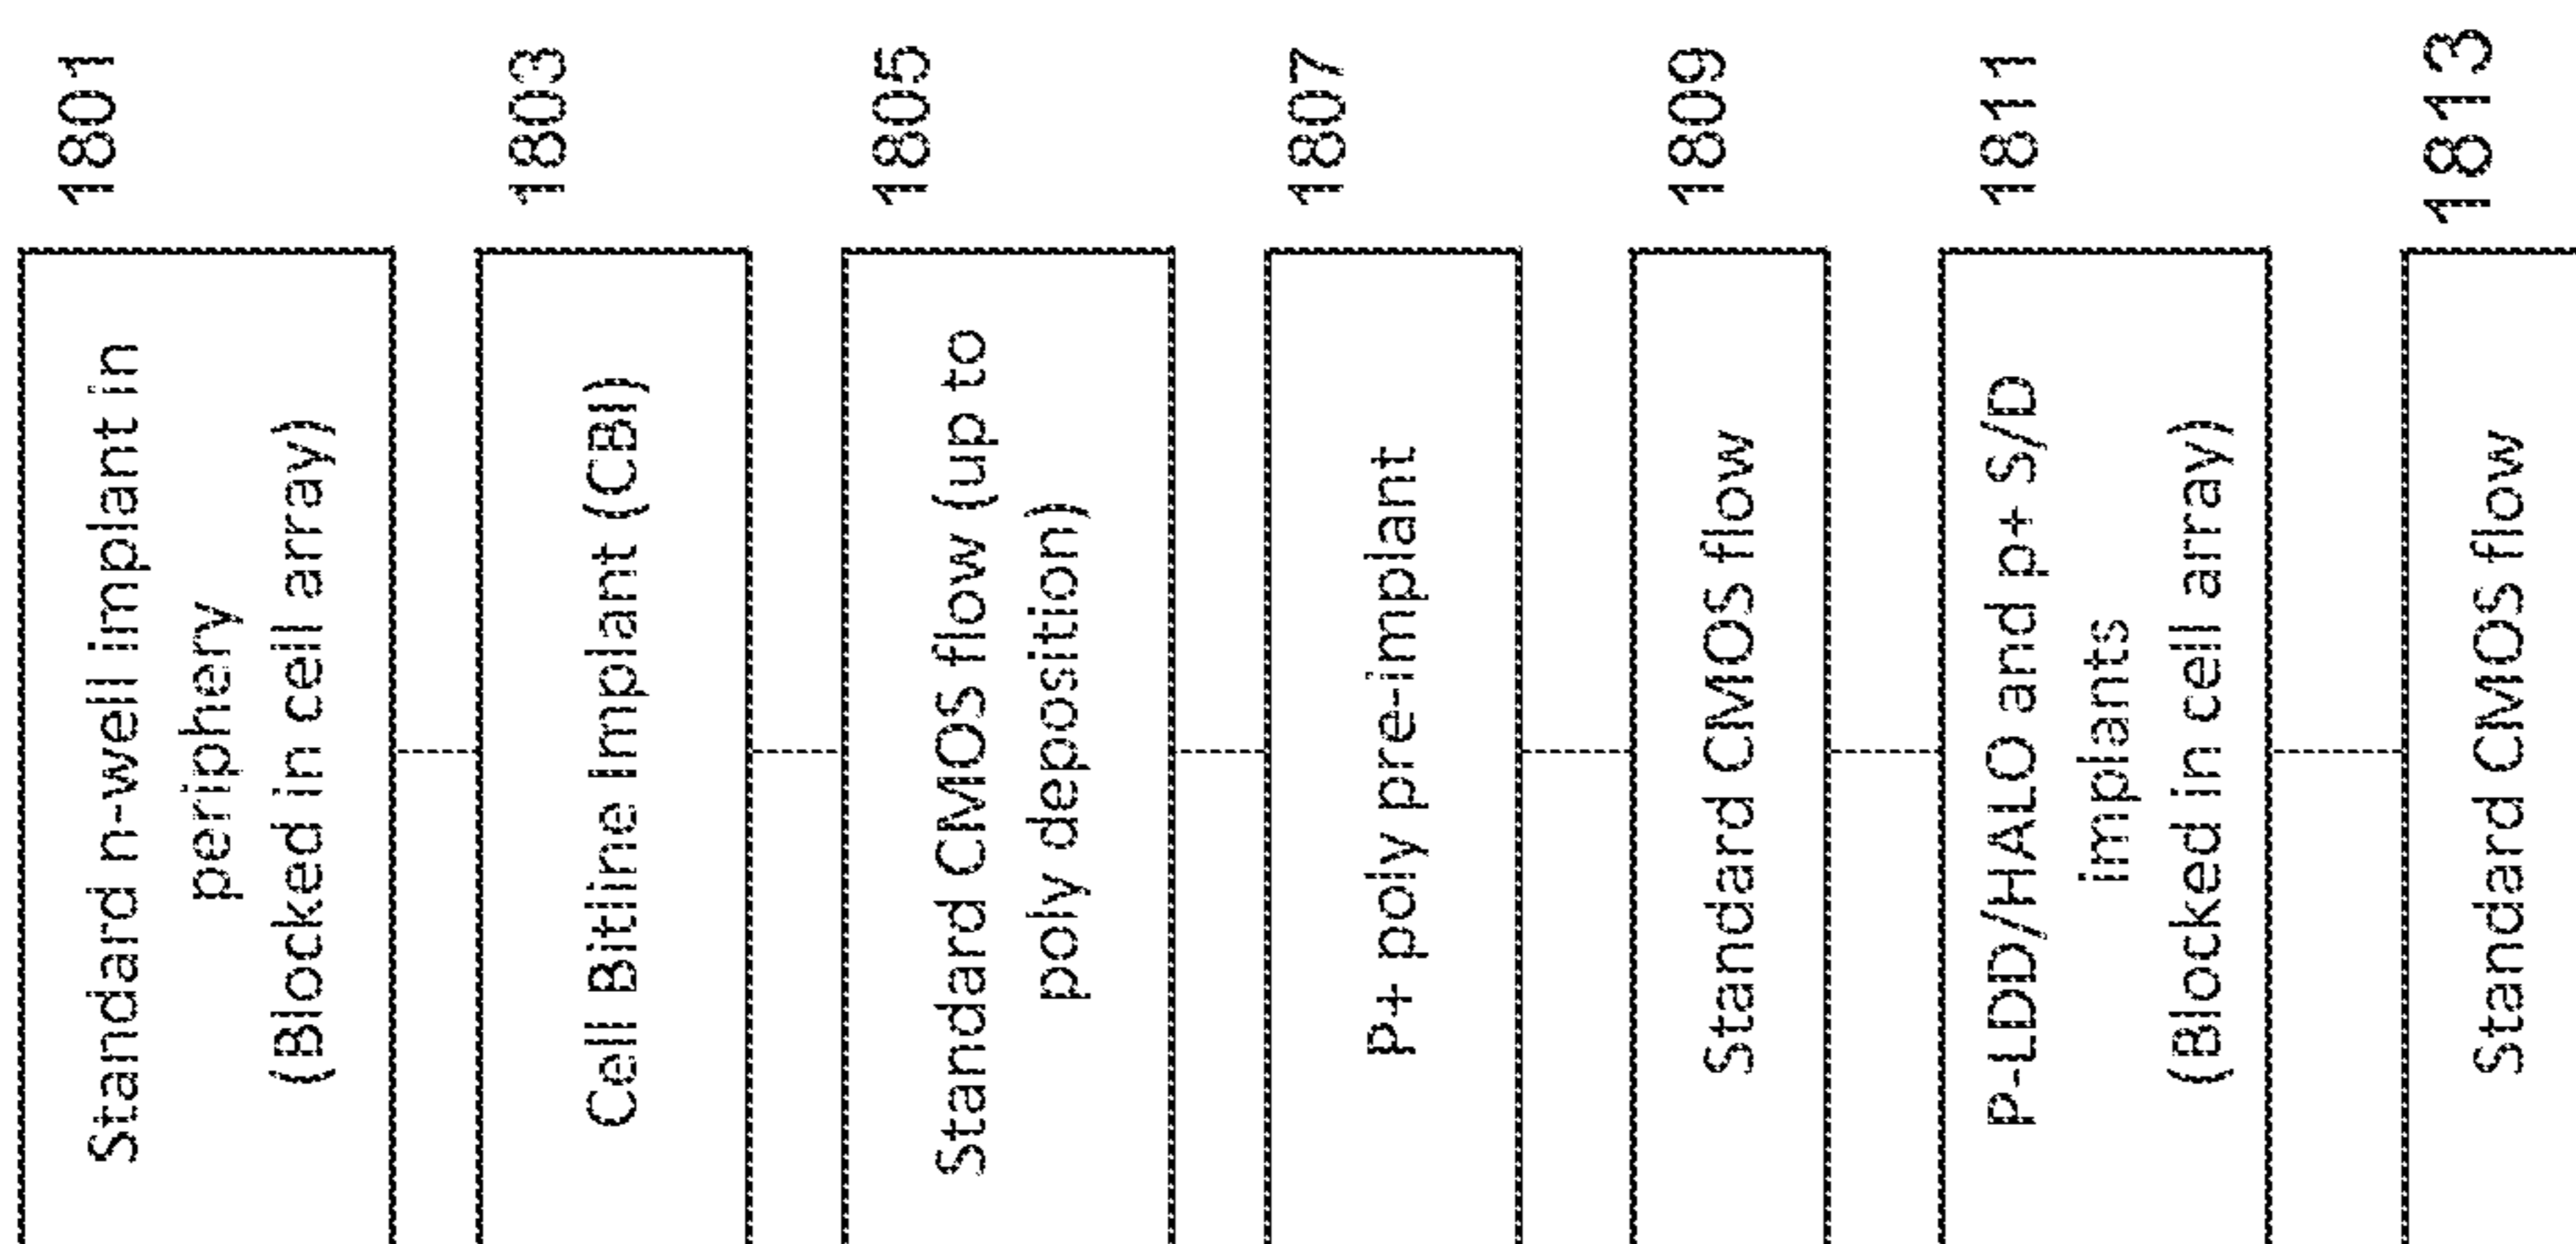 Standard n-well implant in
periphery
(Blocked in cell array)
1801
Cell Bitline Implant (CBI)
1803
Standard CMOS flow (up to
poly deposition)
1805
P+ poly pre-implant
1807
Standard CMOS flow
1809
P-LDD/HALO and p+ S/D
implants
(Blocked in cell array)
1811
Standard CMOS flow
1813